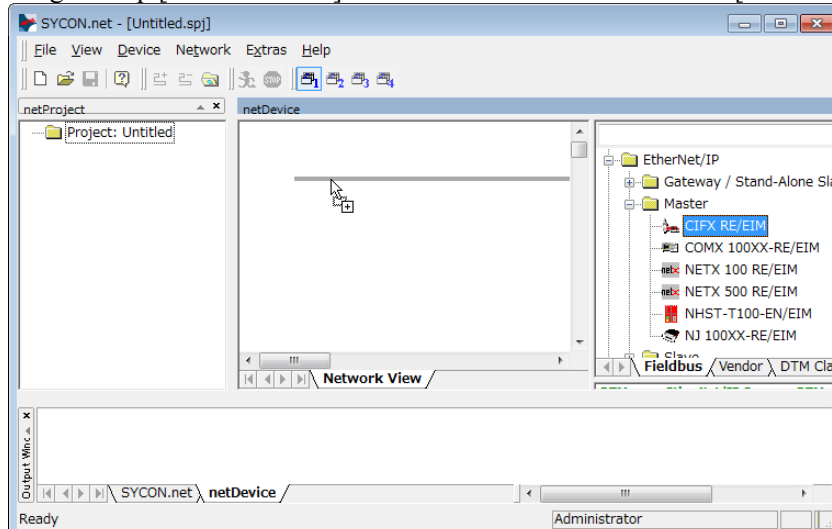 SYCON.net - [Untitled.spj]
File View Device Network Extras Help
netProject
netDevice
Project: Untitled
EtherNet/IP
Gateway / Stand-Alone Sla
Master
CIFX RE/EIM
COMX 100XX-RE/EIM
NETX 100 RE/EIM
NETX 500 RE/EIM
NHST-T100-EN/EIM
NJ 100XX-RE/EIM
Slave
Fieldbus Vendor DTM Cla
Network View
Output Winc
SYCON.net netDevice
Ready
Administrator